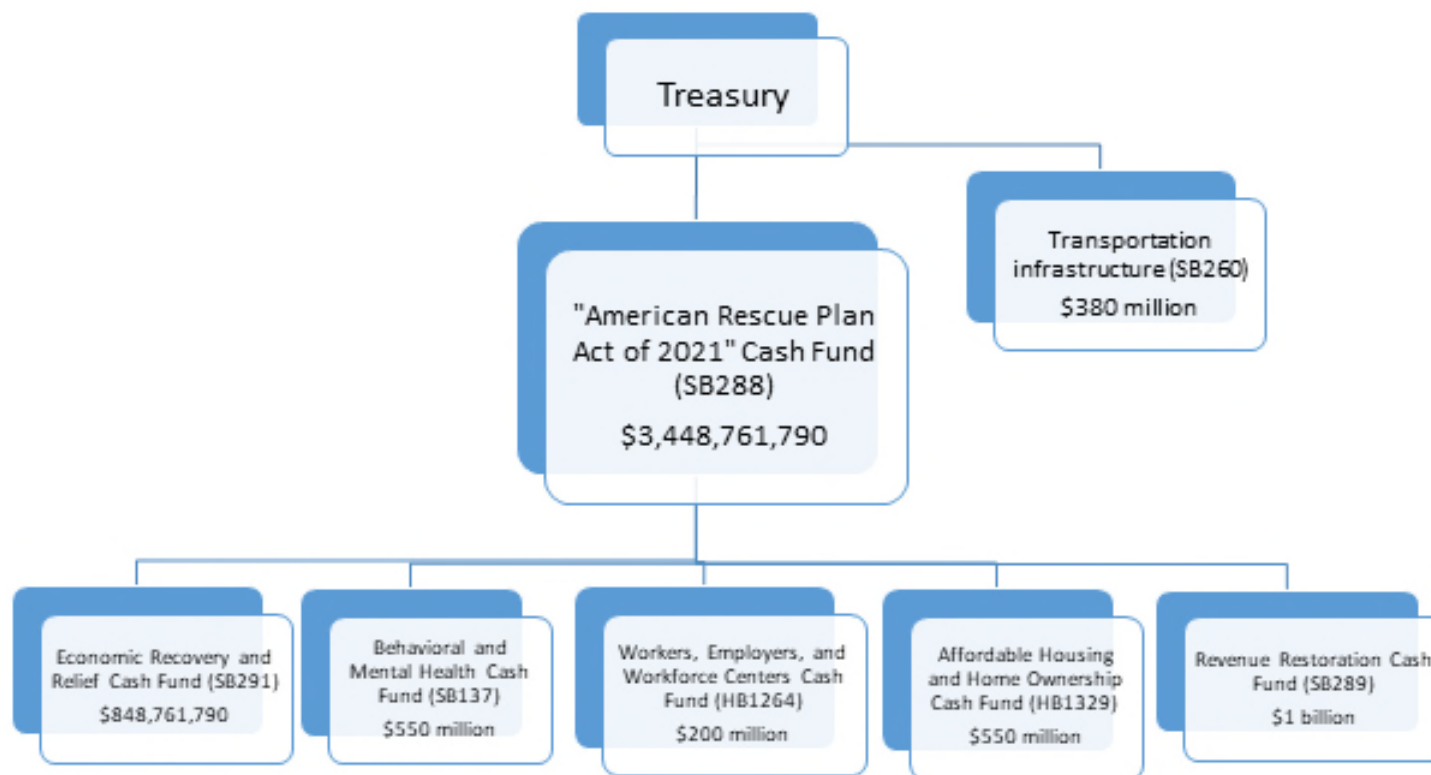 Treasury
Transportation
infrastructure (SB260)
$380 million
"American Rescue Plan
Act of 2021" Cash Fund
(SB288)
$3,448,761,790
Economic Recovery and
Relief Cash Fund (SB291)
$848,761,790
Behavioral and
Mental Health Cash
Fund (SB137)
$550 million
Workers, Employers, and
Workforce Centers Cash
Fund (HB1264)
$200 million
Affordable Housing
and Home Ownership
Cash Fund (HB1329)
$550 million
Revenue Restoration Cash
Fund (SB289)
$1 billion